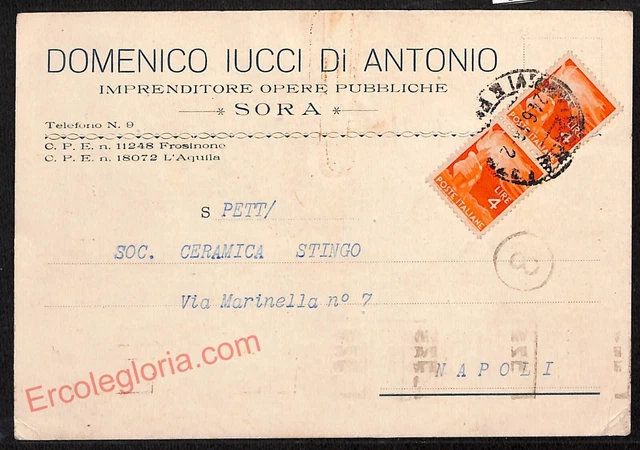 DOMENICO IUCCI Di ANTONIO
IMPRENDITORE OPERE PUBBLICHE
* SORA *
Telefono N. 9
C. P. E. n. 11248 Frosinone
C. P. E. n. 18072 L'Aquila
LIRE
4
POSTE ITALIANE
LIRE
4
POSTE ITALIANE
S PETT/
SOC. CERAMICA STINGO
8
Via Marinella n° 7
NAPOLI
Ercolegloria.com